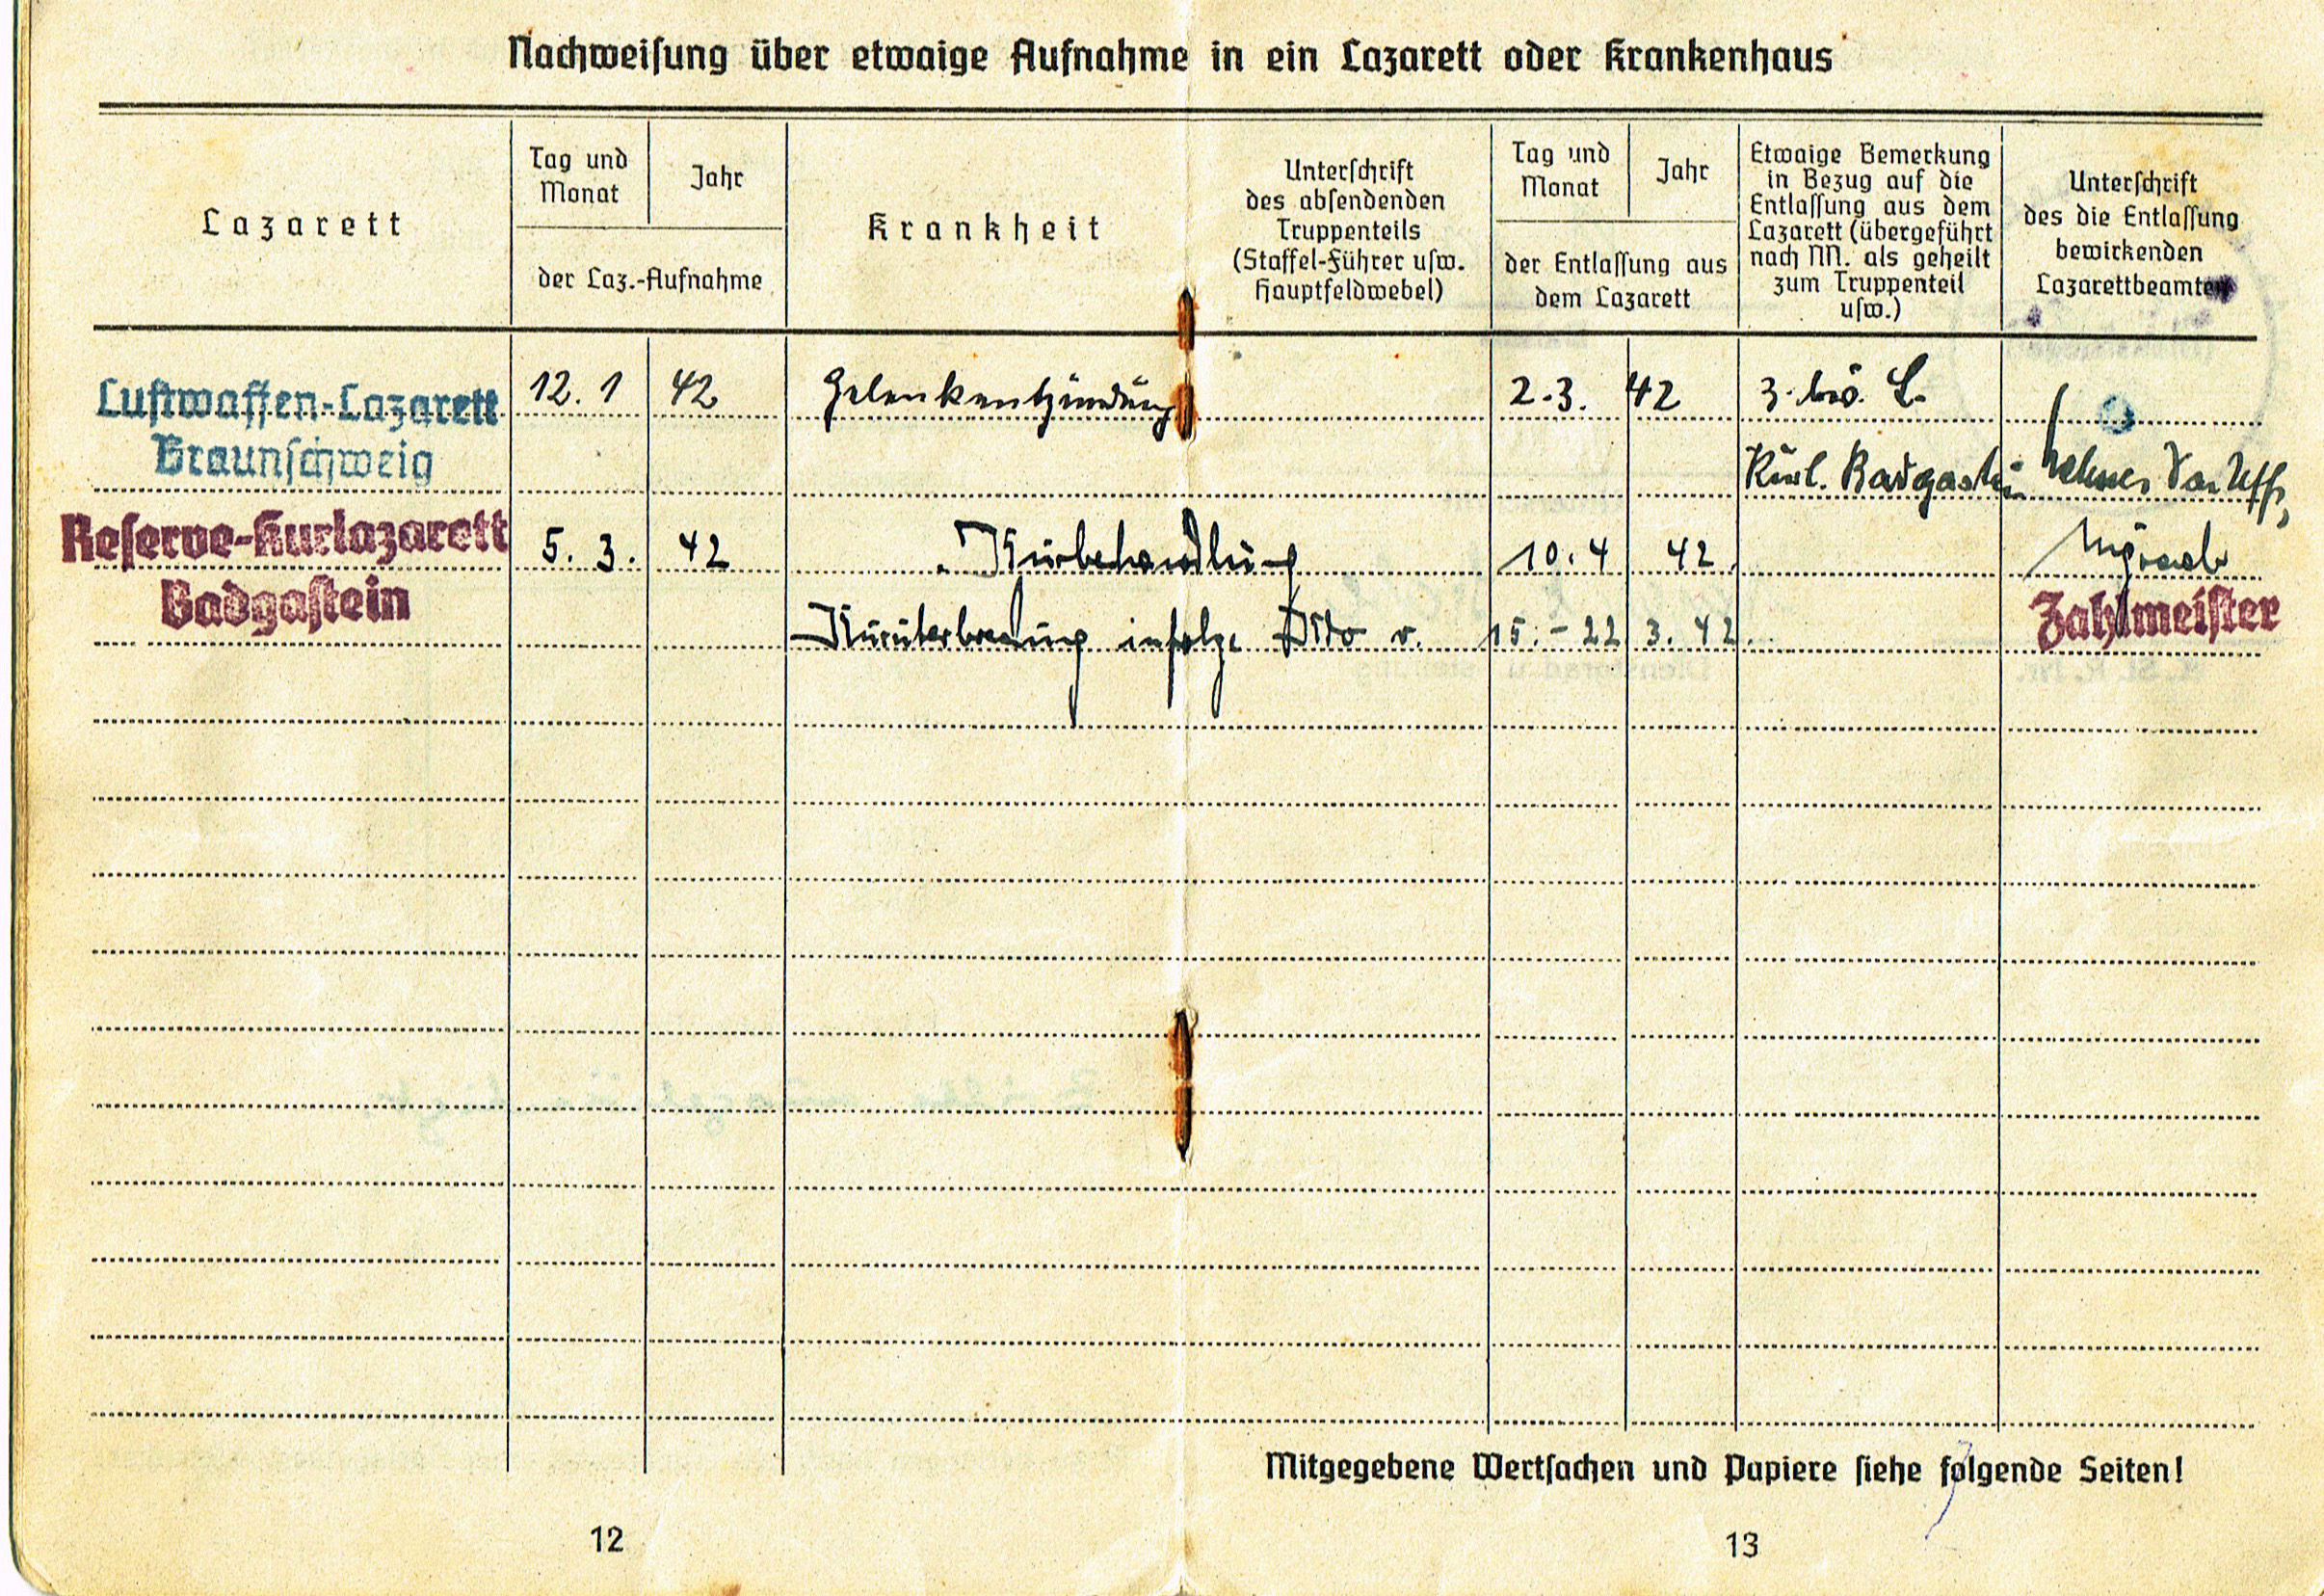 Nachweiſung über etwaige Aufnahme in ein Lazarett oder Krankenhaus
Lazarett
Tag und
Monat
Jahr
der Laz.-Aufnahme
Krankheit
Unterſchrift
des abſendenden
Truppenteils
(Staffel-Führer uſw.
Hauptfeldwebel)
Tag und
Monat
Jahr
der Entlaſſung aus
dem Lazarett
Etwaige Bemerkung
in Bezug auf die
Entlaſſung aus dem
Lazarett (übergeführt
nach NN. als geheilt
zum Truppenteil
uſw.)
Unterſchrift
des die Entlaſſung
bewirkenden
Lazarettbeamten
Luftwaffen-Lazarett 12. 1 42 Gelenkentzündung 2. 3. 42
Braunſchweig Badgastein
Reſerve-Kurlazarett 5. 3. 42 Kurbehandlung 10. 4 42.
Badgaſtein Kurunterbrechung infolge v. 15. – 22 3. 42. Zahlmeiſter
Mitgegebene Wertſachen und Papiere ſiehe folgende Seiten!
12
13